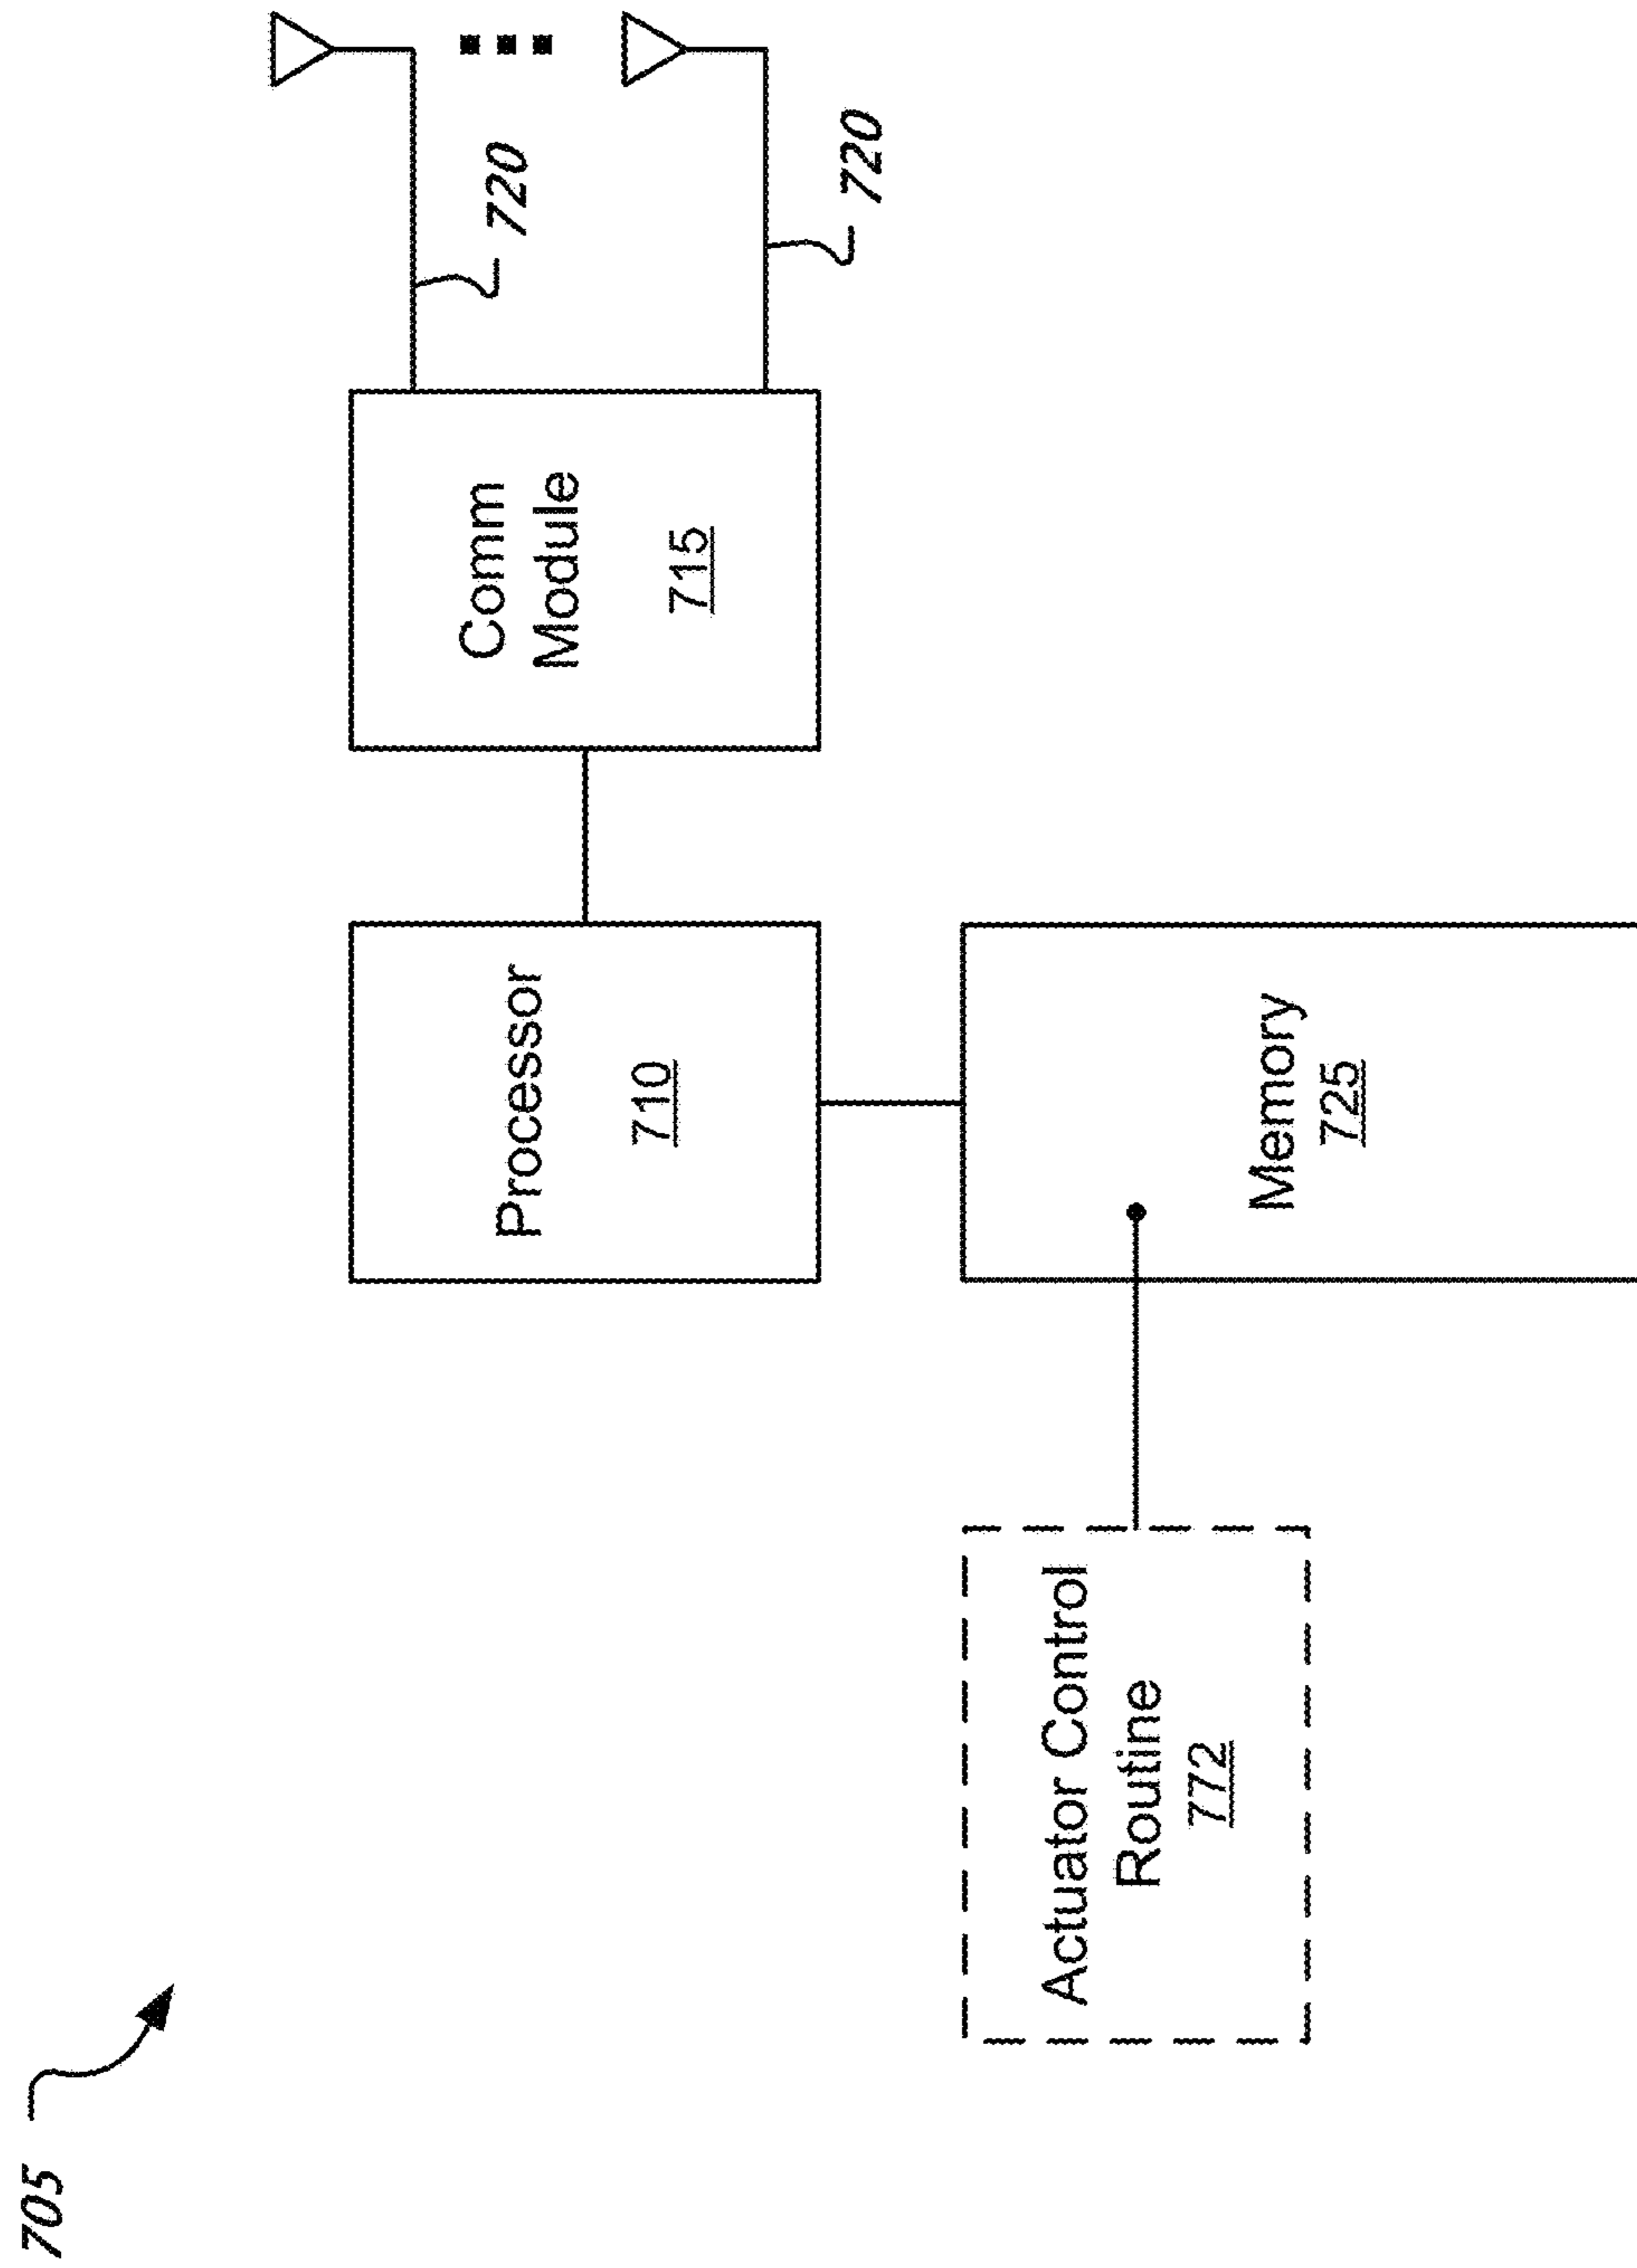 705
Processor
710
Comm
Module
715
720
720
Actuator Control
Routine
772
Memory
725